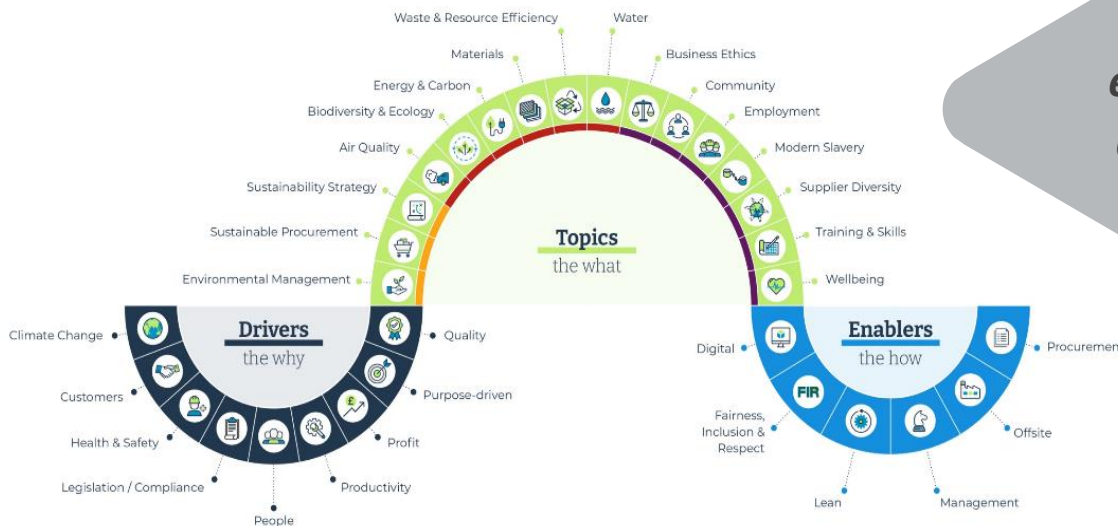 Waste & Resource Efficiency
Water
Materials
Business Ethics
Energy & Carbon
Community
Biodiversity & Ecology
Employment
Air Quality
Modern Slavery
Sustainability Strategy
Supplier Diversity
Sustainable Procurement
Training & Skills
Environmental Management
Wellbeing
Topics
the what
Drivers
the why
Climate Change
Quality
Customers
Purpose-driven
Health & Safety
Profit
Legislation / Compliance
Productivity
People
£
Enablers
the how
Digital
Procurement
FIR
Fairness,
Inclusion &
Respect
Offsite
Lean
Management